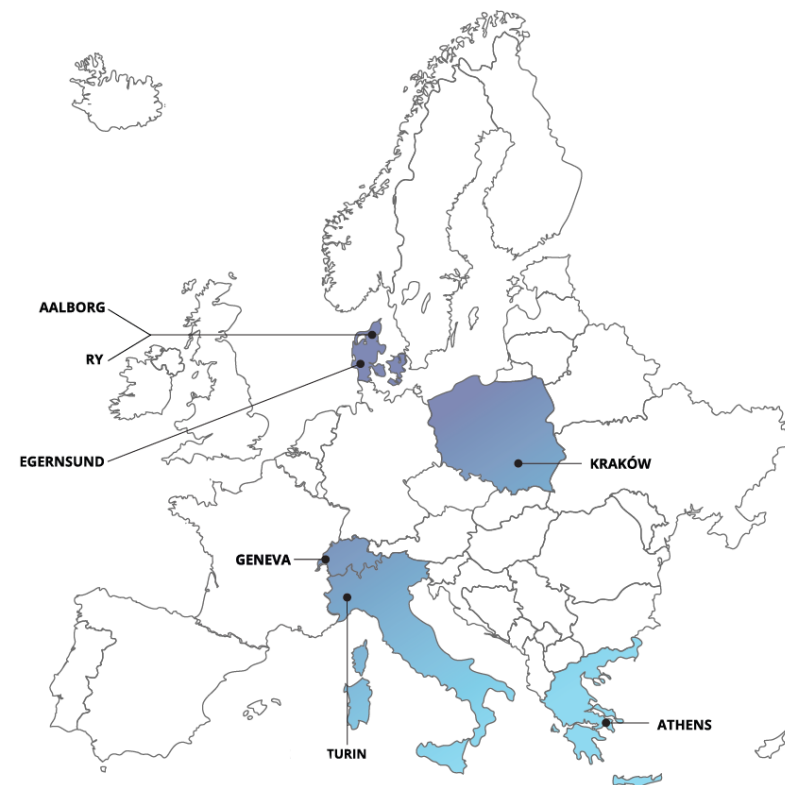 AALBORG
RY
EGERNSUND
KRAKÓW
GENEVA
ATHENS
TURIN